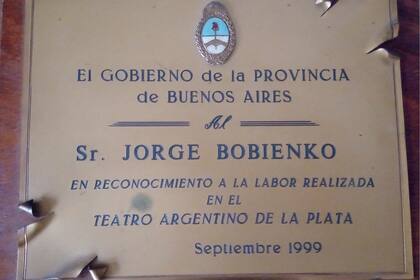 El GOBIERNO de la PROVINCIA
de BUENOS AIRES
Al
Sr. JORGE BOBIENKO
EN RECONOCIMIENTO A LA LABOR REALIZADA
EN EL
TEATRO ARGENTINO DE LA PLATA
Septiembre 1999